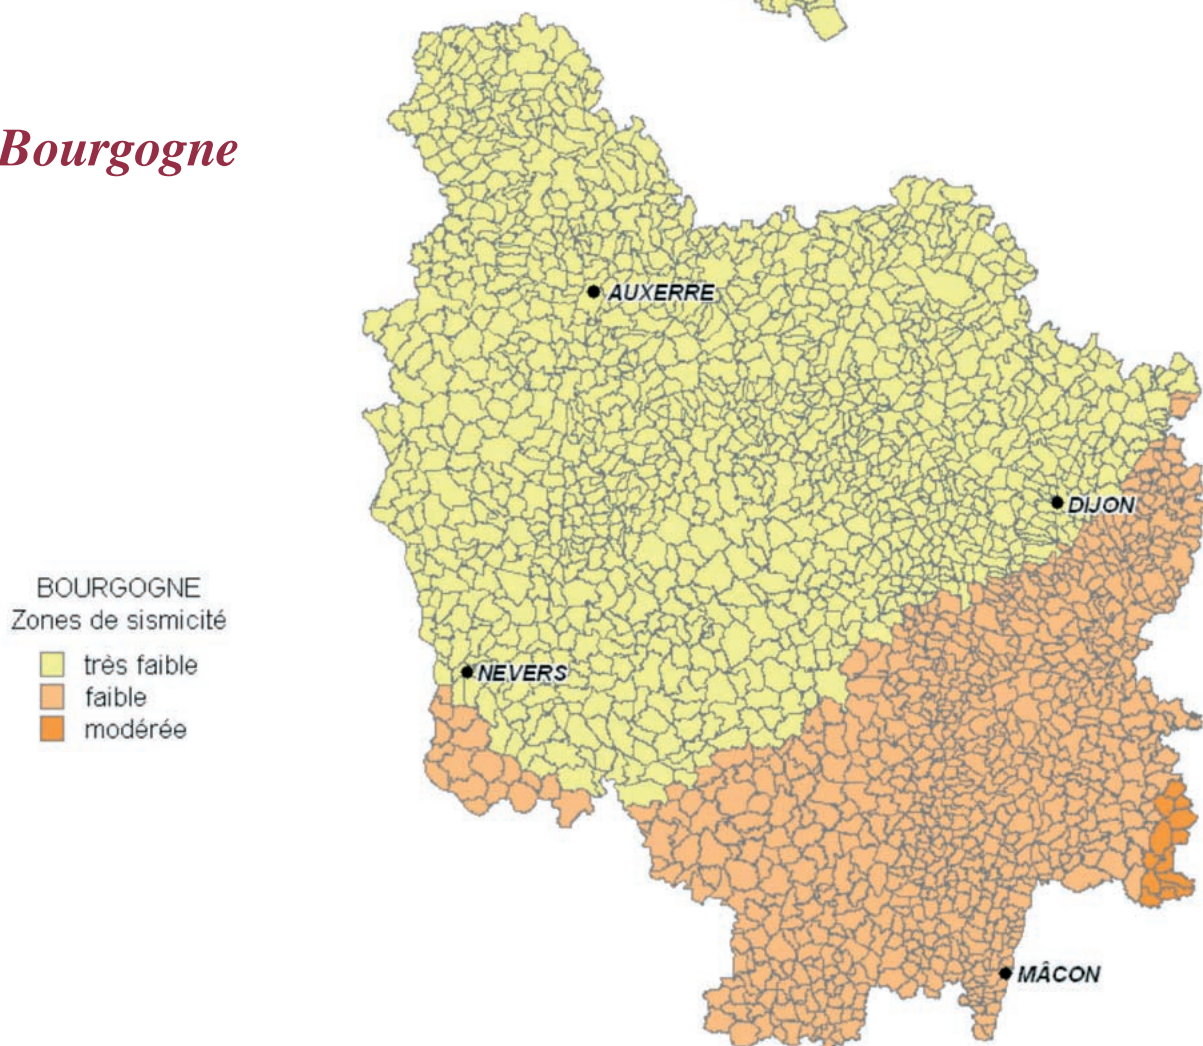 Bourgogne
AUXERRE
DIJON
BOURGOGNE
Zones de sismicité
très faible
faible
modérée
NEVERS
MÂCON